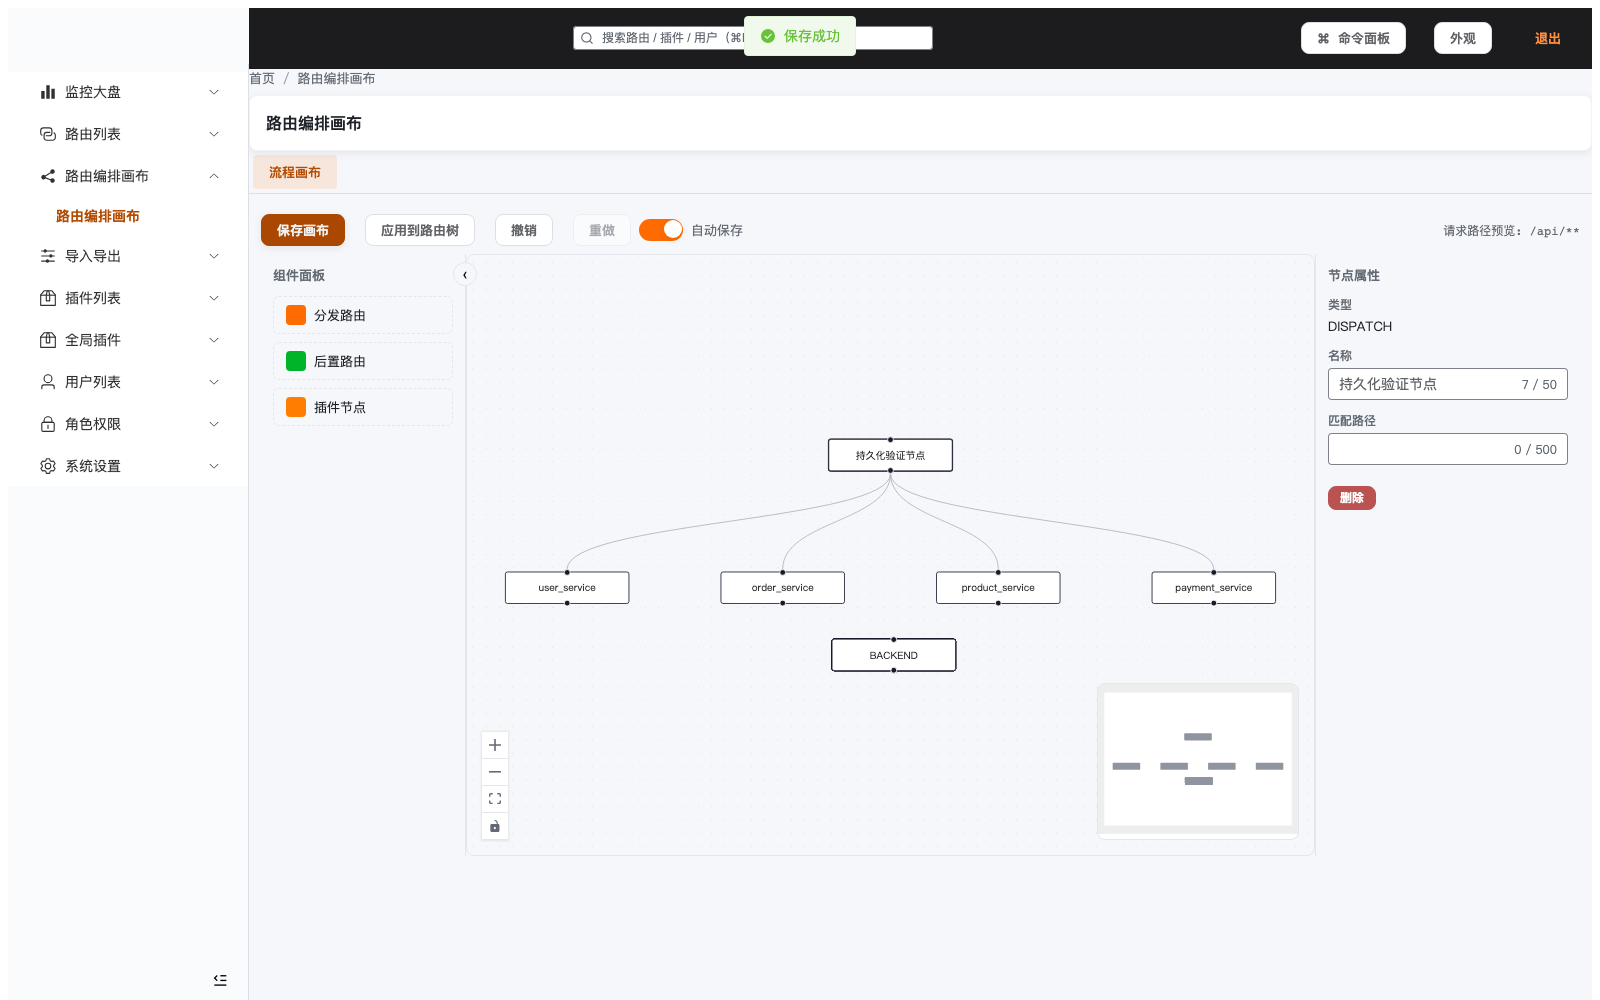 搜索路由 / 插件 / 用户（⌘
保存成功
⌘ 命令面板
外观
退出
监控大盘
路由列表
路由编排画布
路由编排画布
导入导出
插件列表
全局插件
用户列表
角色权限
系统设置
首页 / 路由编排画布
路由编排画布
流程画布
保存画布
应用到路由树
撤销
重做
自动保存
请求路径预览: /api/**
组件面板
分发路由
后置路由
插件节点
持久化验证节点
user_service
order_service
product_service
payment_service
BACKEND
节点属性
类型
DISPATCH
名称
持久化验证节点 7 / 50
匹配路径
0 / 500
删除